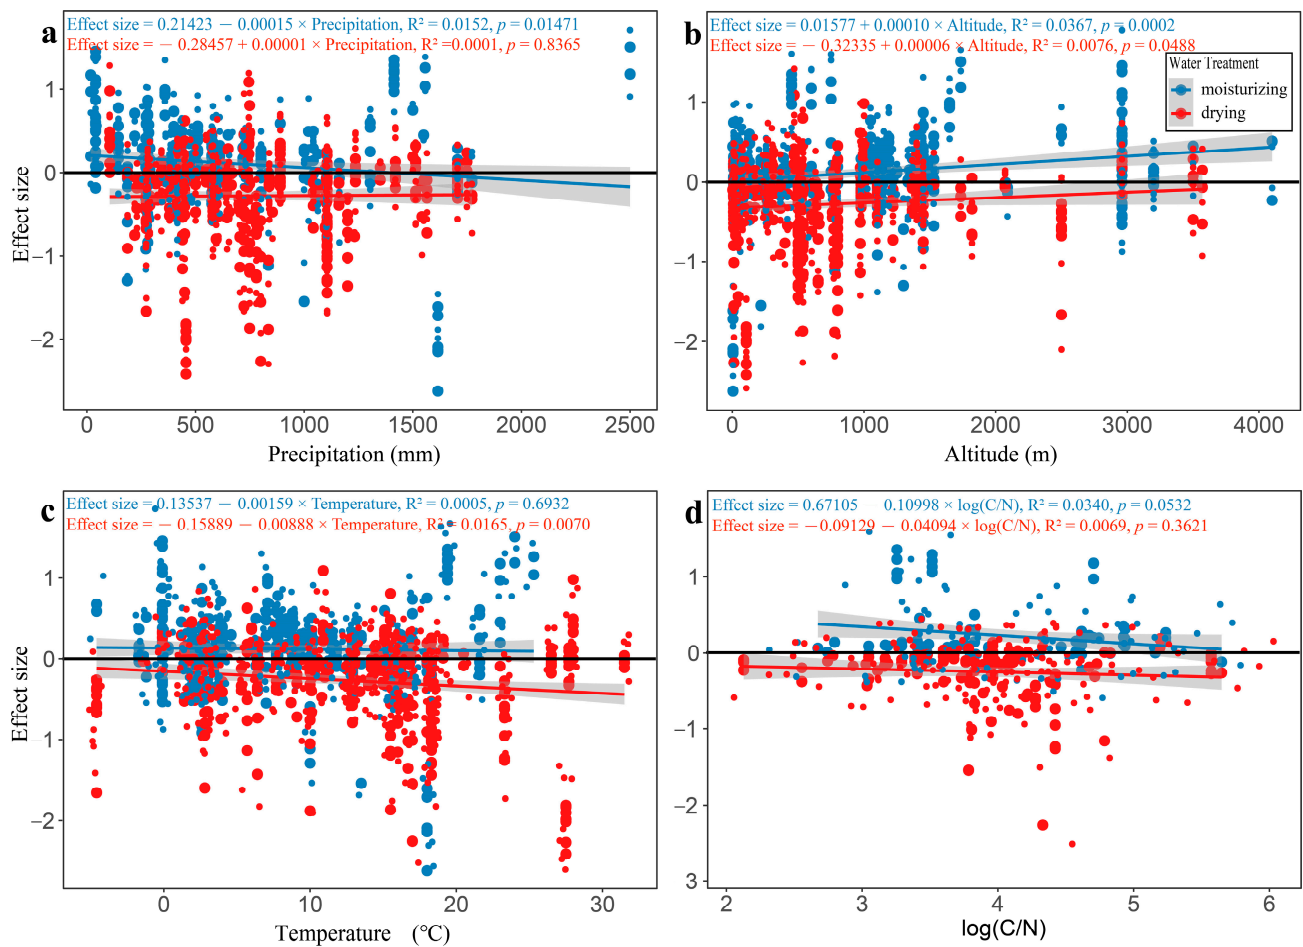 a
Effect size = 0.21423 − 0.00015 × Precipitation, R² = 0.0152, p = 0.01471
Effect size = − 0.28457 + 0.00001 × Precipitation, R² =0.0001, p = 0.8365
Effect size
1
0
−1
−2
0
500
1000
1500
2000
2500
Precipitation (mm)
b
Effect size = 0.01577 + 0.00010 × Altitude, R² = 0.0367, p = 0.0002
Effect size = − 0.32335 + 0.00006 × Altitude, R² = 0.0076, p = 0.0488
Water Treatment
moisturizing
drying
1
0
−1
−2
0
1000
2000
3000
4000
Altitude (m)
c
Effect size = 0.13537 − 0.00159 × Temperature, R² = 0.0005, p = 0.6932
Effect size = − 0.15889 − 0.00888 × Temperature, R² = 0.0165, p = 0.0070
Effect size
1
0
1
−2
0
10
20
30
Temperature (°C)
d
Effect size = 0.67105 0.10998 × log(C/N), R² = 0.0340, p = 0.0532
Effect size = −0.09129 − 0.04094 × log(C/N), R² = 0.0069, p = 0.3621
1
0
−1
−2
3
2
3
4
5
6
log(C/N)